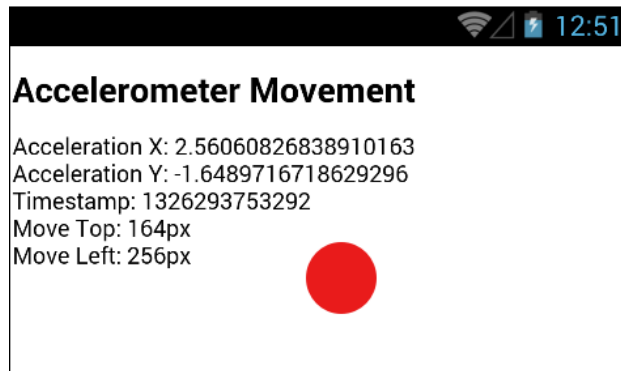 12:51
Accelerometer Movement
Acceleration X: 2.56060826838910163
Acceleration Y: -1.6489716718629296
Timestamp: 1326293753292
Move Top: 164px
Move Left: 256px